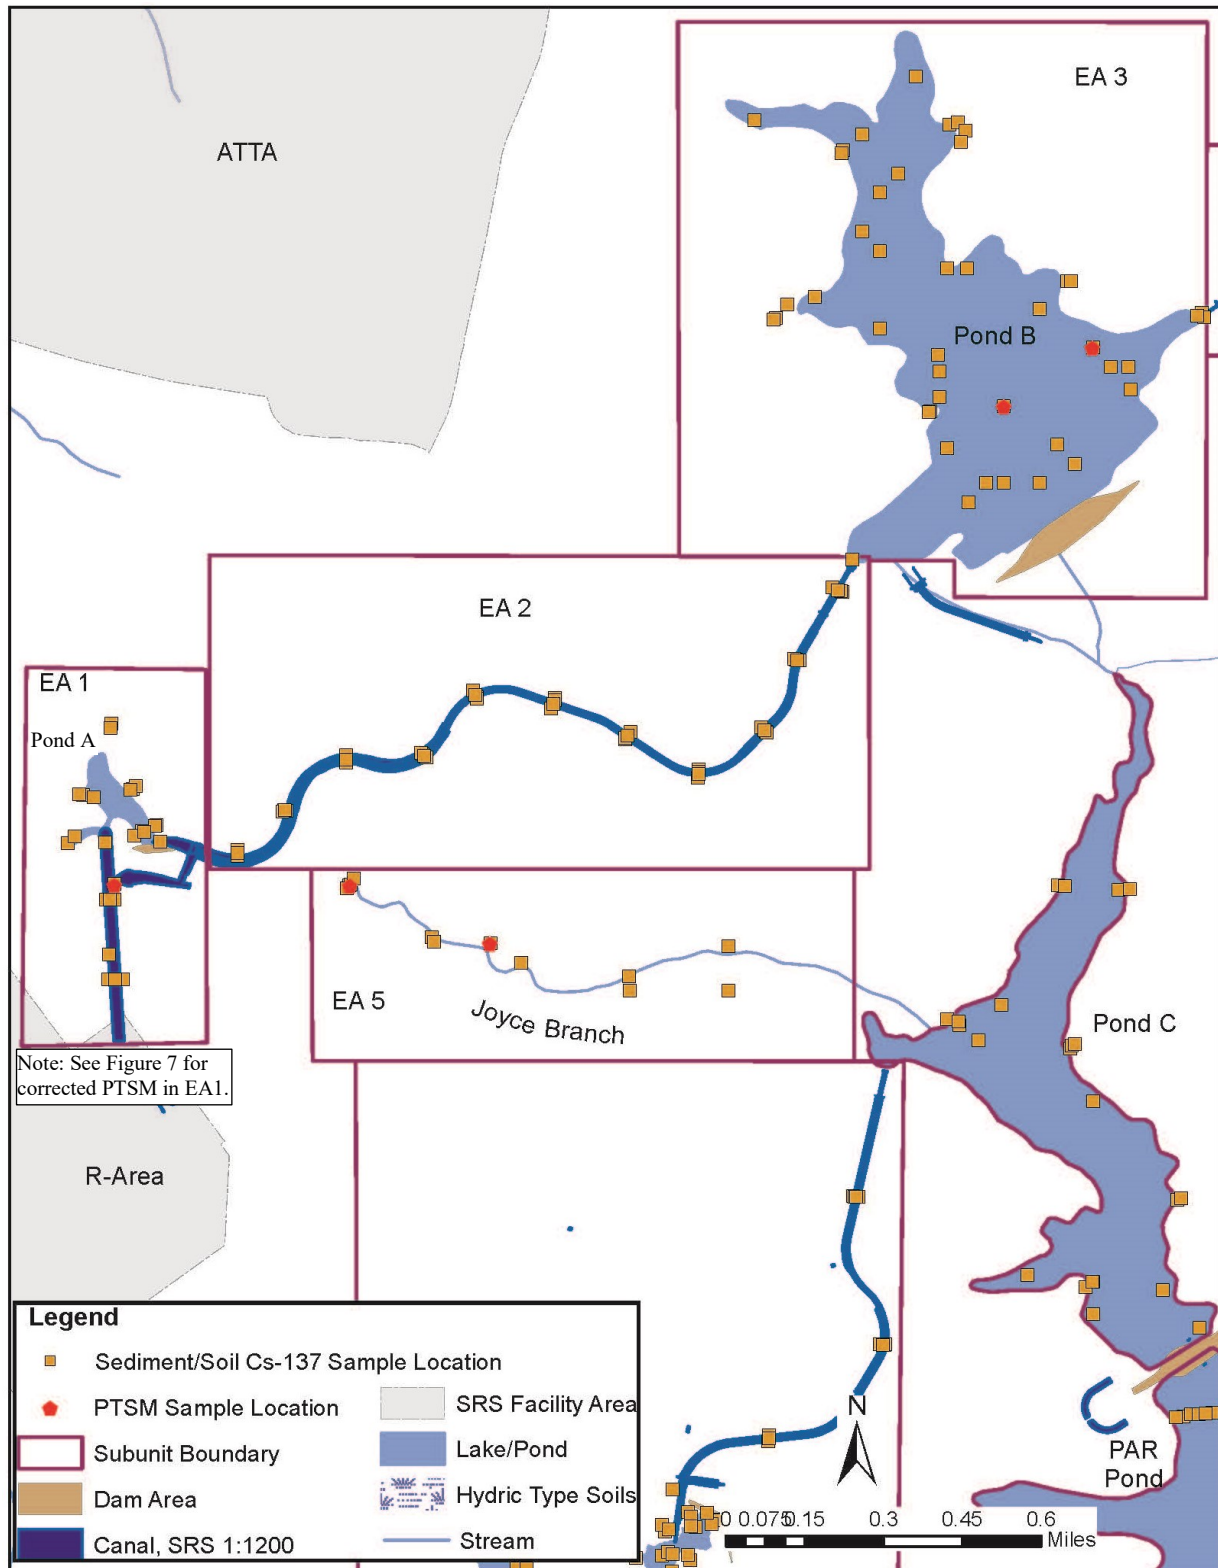 EA 3
ATTA
Pond B
EA 2
EA 1
Pond A
EA 5
Joyce Branch
Pond C
Note: See Figure 7 for
corrected PTSM in EA1.
R-Area
Legend
Sediment/Soil Cs-137 Sample Location
PTSM Sample Location
Subunit Boundary
Dam Area
Canal, SRS 1:1200
SRS Facility Area
Lake/Pond
Hydric Type Soils
Stream
N
PAR
Pond
0 0.075 0.15 0.3 0.45 0.6
Miles